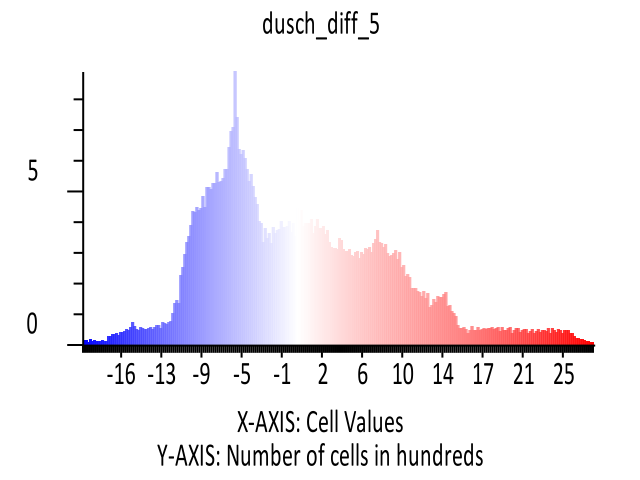 dusch_diff_5
5
0
-16 -13 -9 -5 -1 2 6 10 14 17 21 25
X-AXIS: Cell Values
Y-AXIS: Number of cells in hundreds